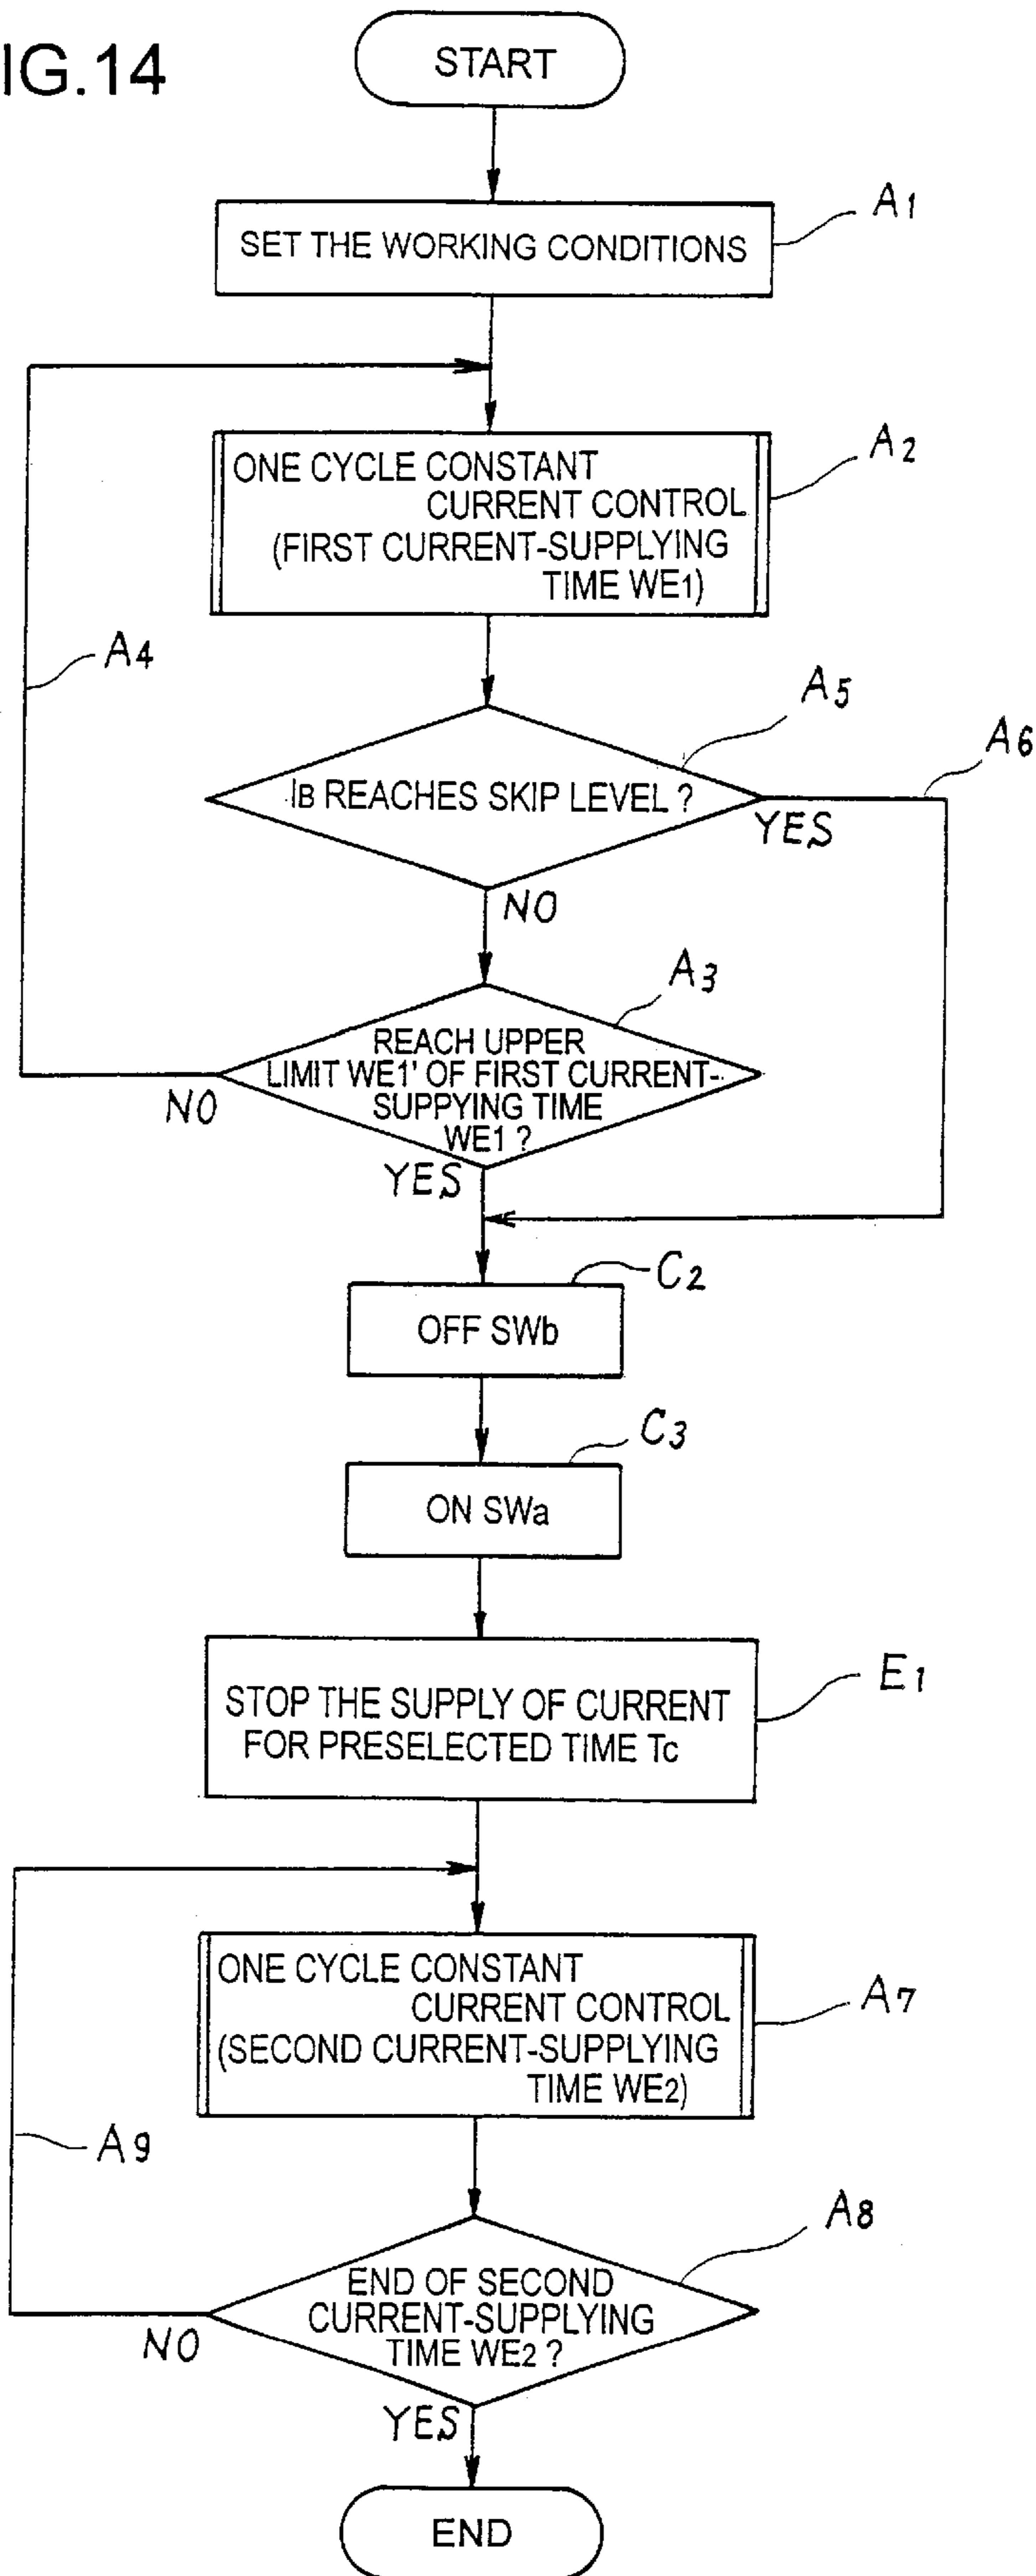 IG.14
START
A1
SET THE WORKING CONDITIONS
A2
ONE CYCLE CONSTANT
CURRENT CONTROL
(FIRST CURRENT-SUPPLYING
TIME WE1)
A4
A5
A6
IB REACHES SKIP LEVEL ?
YES
NO
A3
REACH UPPER
LIMIT WE1' OF FIRST CURRENT-
SUPPYING TIME
WE1 ?
NO
YES
C2
OFF SWb
C3
ON SWa
E1
STOP THE SUPPLY OF CURRENT
FOR PRESELECTED TIME Tc
ONE CYCLE CONSTANT
CURRENT CONTROL
(SECOND CURRENT-SUPPLYING
TIME WE2)
A7
A9
A8
END OF SECOND
CURRENT-SUPPLYING
TIME WE2 ?
NO
YES
END